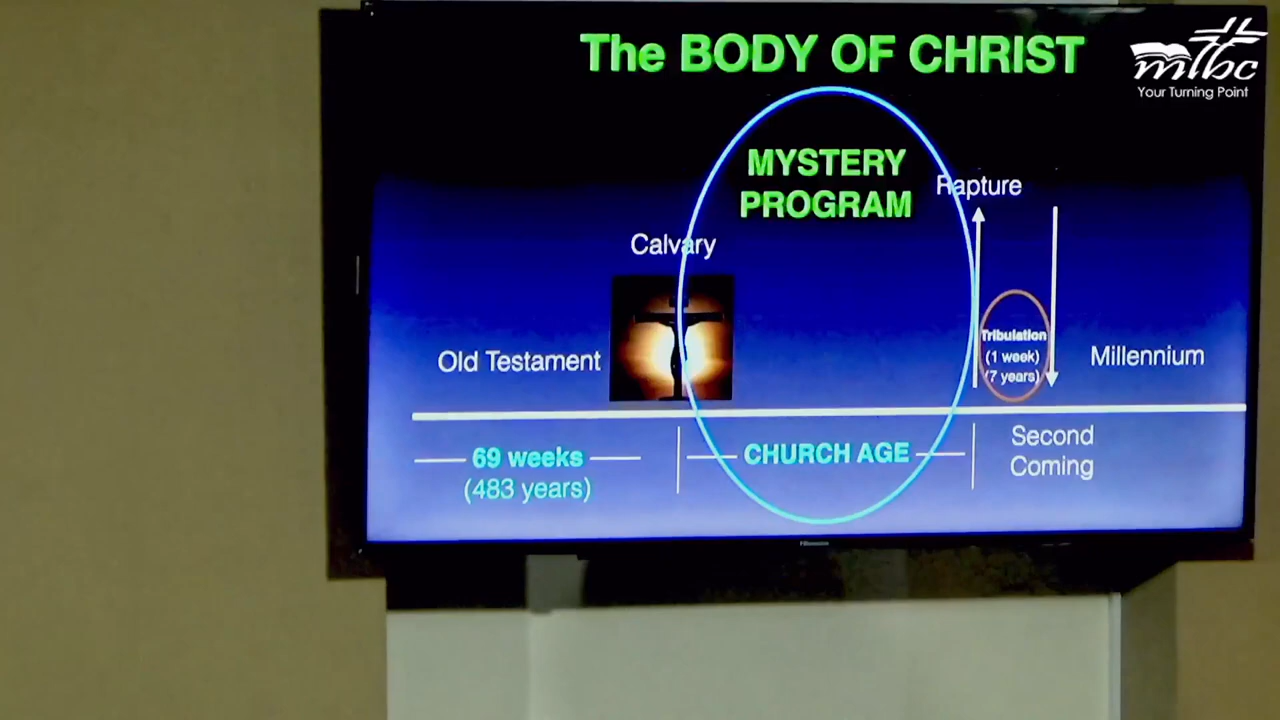 The BODY OF CHRIST
mtbc
Your Turning Point
MYSTERY
PROGRAM
Rapture
Calvary
Tribulation
(1 week)
(7 years)
Old Testament
Millennium
69 weeks
(483 years)
CHURCH AGE
Second
Coming
Hisense